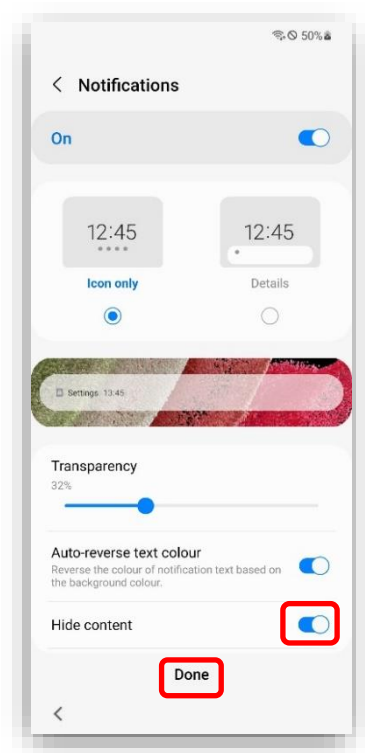 50%
Notifications
On
12:45
12:45
Icon only
Details
Settings 13:45
Transparency
32%
Auto-reverse text colour
Reverse the colour of notification text based on
the background colour.
Hide content
Done